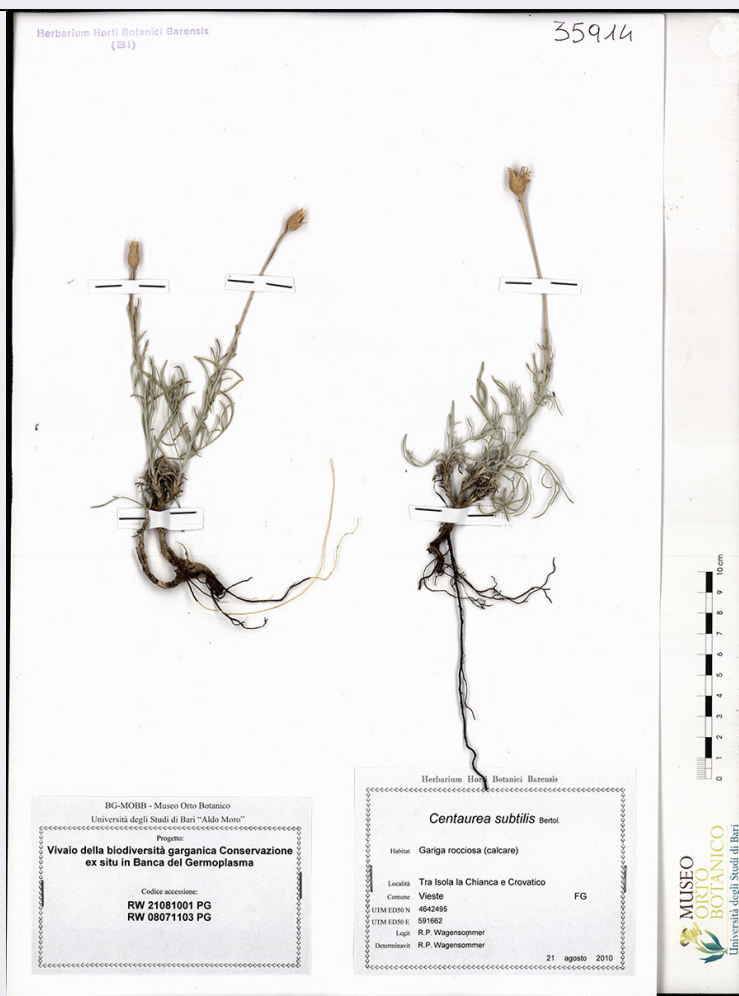 Herbarium Horti Botanici Barensis
(BI)
35914
BG-MOBB - Museo Orto Botanico
Università degli Studi di Bari "Aldo Moro"
Progetto:
Vivaio della biodiversità garganica Conservazione
ex situ in Banca del Germoplasma
Codice accessione:
RW 21081001 PG
RW 08071103 PG
Herbarium Horti Botanici Barensis
Centaurea subtilis Bertol.
Habitat Gariga rocciosa (calcare)
Località Tra Isola la Chianca e Crovatico
Comune Vieste FG
UTM ED50 N 4642495
UTM ED50 E 591662
Legit R.P. Wagensommer
Determinavit R.P. Wagensommer
21 agosto 2010
0 1 2 3 4 5 6 7 8 9 10 cm
MUSEO
ORTO
BOTANICO
Università degli Studi di Bari